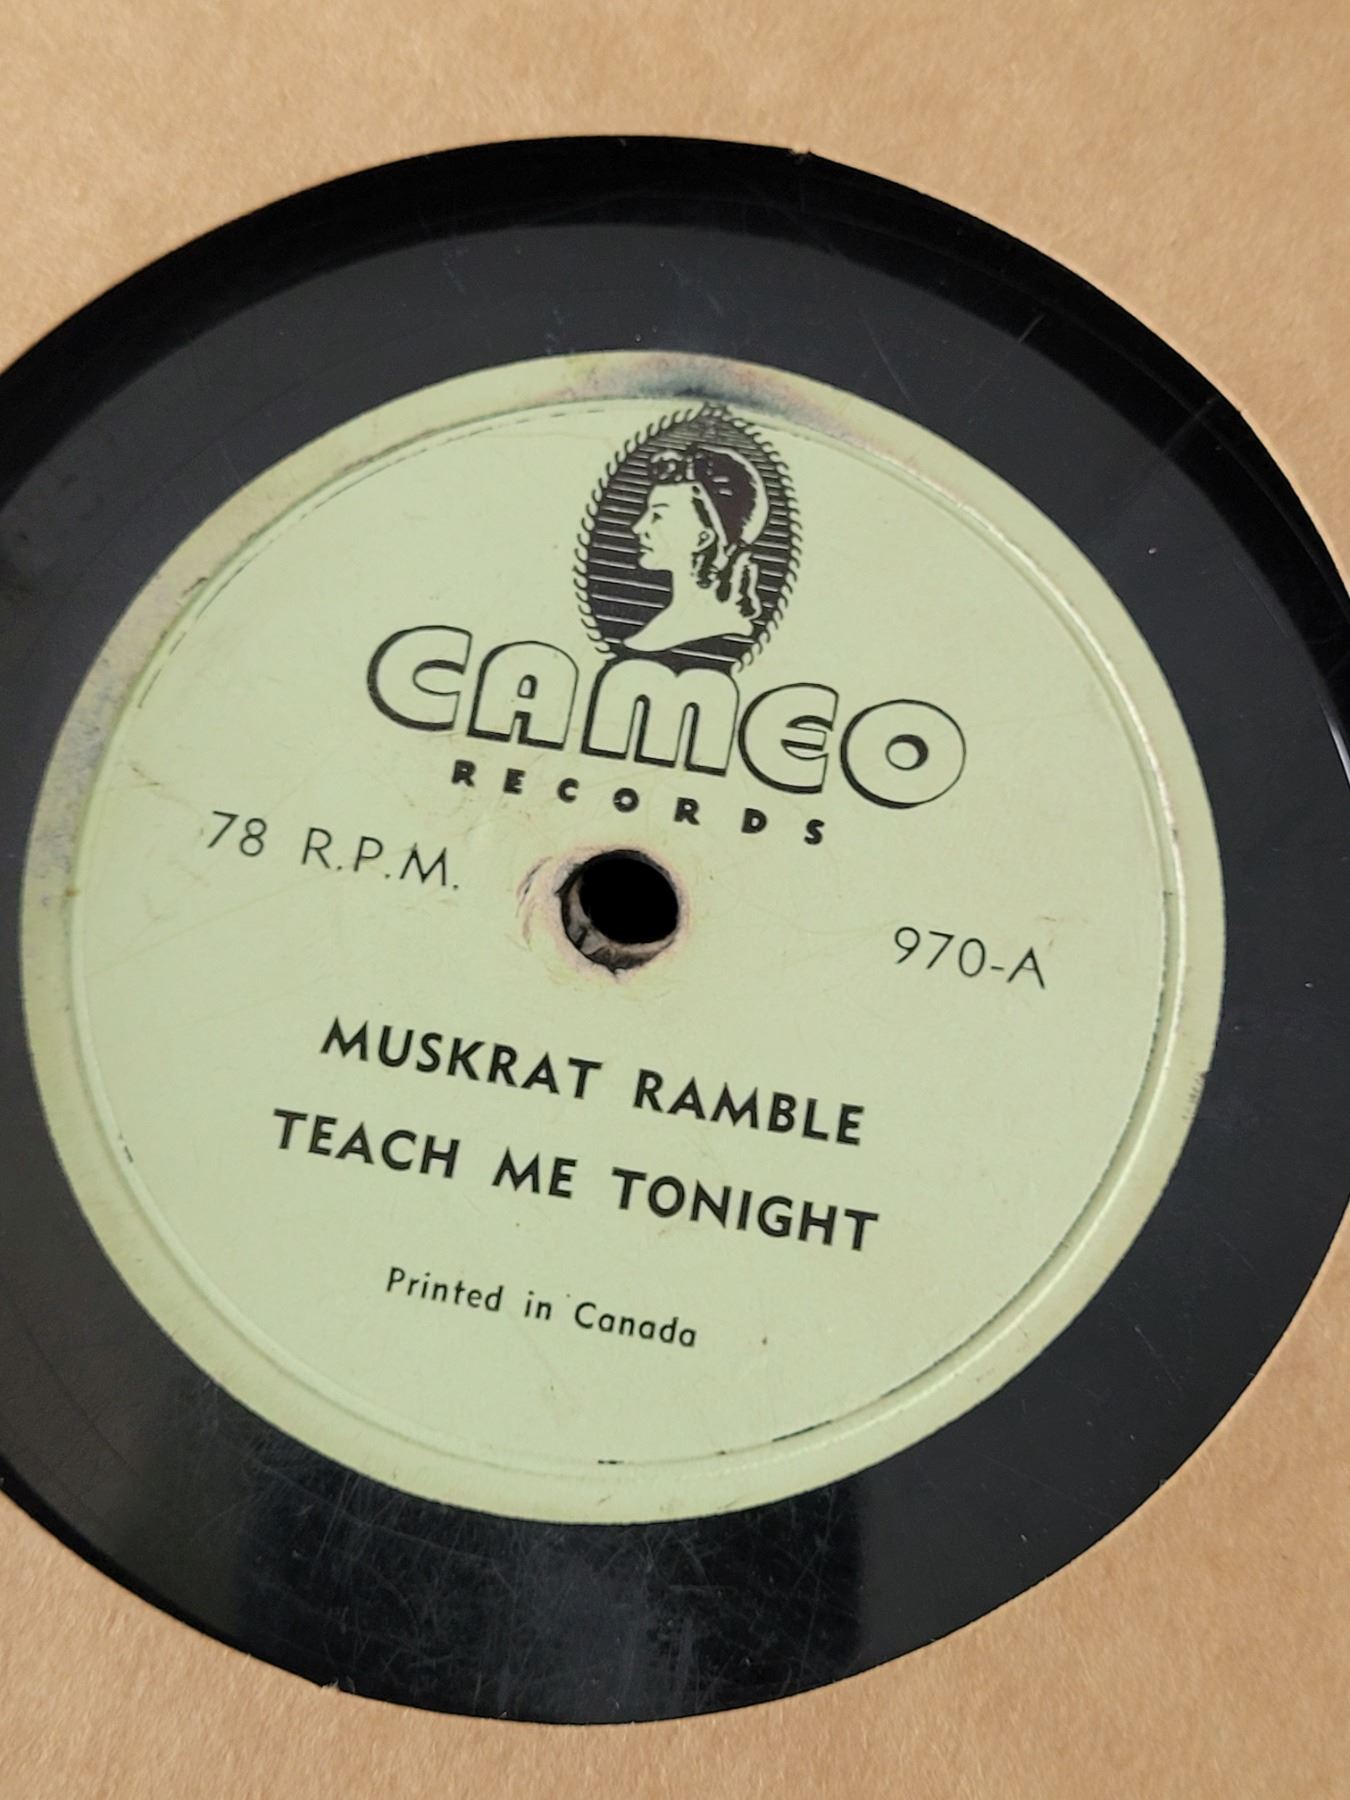 CAMEO
RECORDS
78 R.P.M.
970-A
MUSKRAT RAMBLE
TEACH ME TONIGHT
Printed in Canada